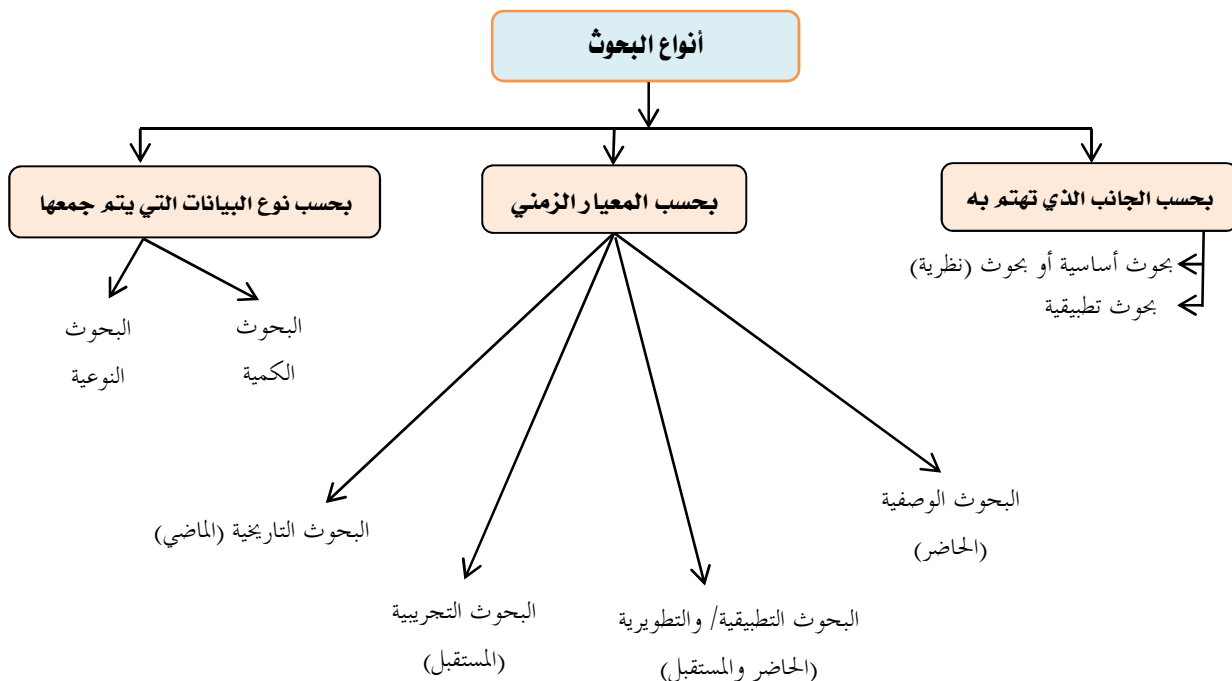 أنواع البحوث
بحسب الجانب الذي تهتم به
بحسب المعيار الزمني
بحسب نوع البيانات التي يتم جمعها
بحوث أساسية أو بحوث (نظرية)
بحوث تطبيقية
البحوث
الكمية
البحوث
النوعية
البحوث الوصفية
(الحاضر)
البحوث التطبيقية/ والتطويرية
(الحاضر والمستقبل)
البحوث التجريبية
(المستقبل)
البحوث التاريخية (الماضي)